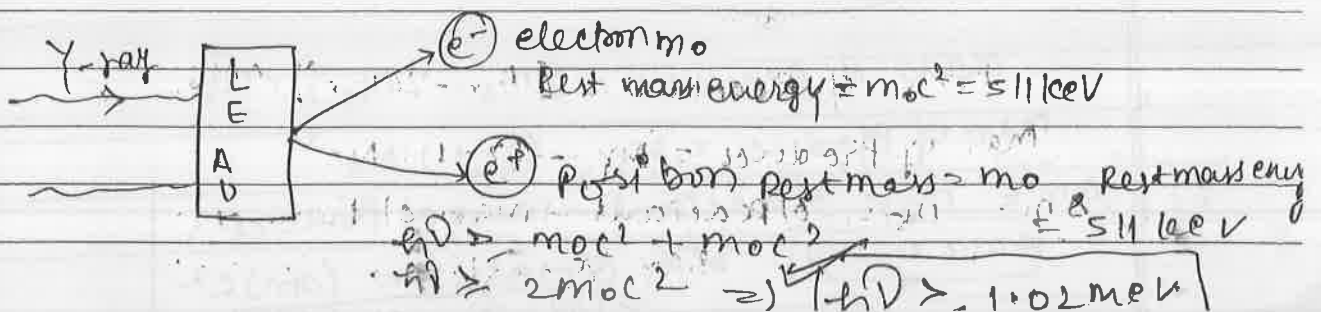 γ-ray
L
E
A
D
e- electron m₀
Rest mass energy = m₀c² = 511 keV
e+ positron Rest mass = m₀ Rest mass energy
= 511 keV
hν ≥ m₀c² + m₀c²
hν ≥ 2m₀c² => hν ≥ 1.02 meV